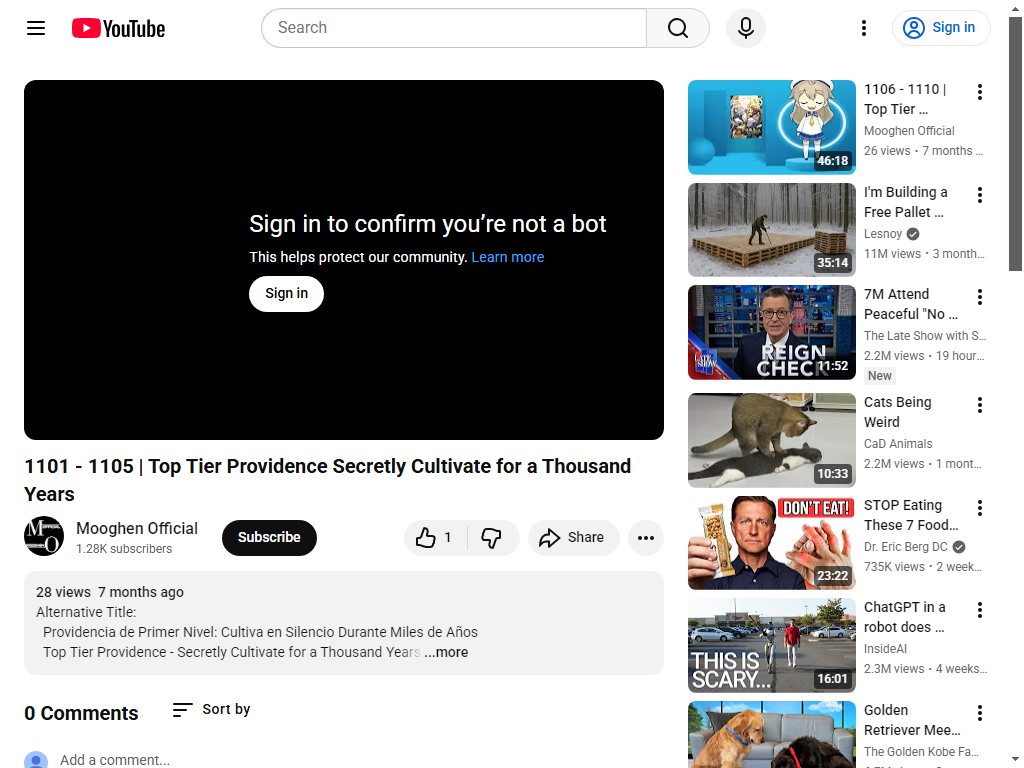 YouTube
Search
Sign in
Sign in to confirm you’re not a bot
This helps protect our community. Learn more
Sign in
1101 - 1105 | Top Tier Providence Secretly Cultivate for a Thousand
Years
Mooghen Official
1.28K subscribers
Subscribe
1
Share
28 views 7 months ago
Alternative Title:
Providencia de Primer Nivel: Cultiva en Silencio Durante Miles de Años
Top Tier Providence - Secretly Cultivate for a Thousand Years ...more
0 Comments
Sort by
Add a comment...
46:18
1106 - 1110 |
Top Tier ...
Mooghen Official
26 views • 7 months ...
35:14
I'm Building a
Free Pallet ...
Lesnoy
11M views • 3 month...
LATE SHOW
REIGN
CHECK
11:52
7M Attend
Peaceful "No ...
The Late Show with S...
2.2M views • 19 hour...
New
10:33
Cats Being
Weird
CaD Animals
2.2M views • 1 mont...
DON'T EAT!
23:22
STOP Eating
These 7 Food...
Dr. Eric Berg DC
735K views • 2 week...
THIS IS
SCARY...
16:01
ChatGPT in a
robot does ...
InsideAI
2.3M views • 4 weeks...
Golden
Retriever Mee...
The Golden Kobe Fa...